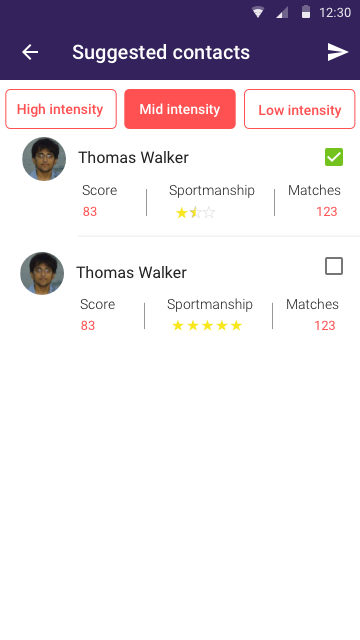 12:30
Suggested contacts
High intensity Mid intensity Low intensity
Thomas Walker
Score Sportmanship Matches
83 123
Thomas Walker
Score Sportmanship Matches
83 123